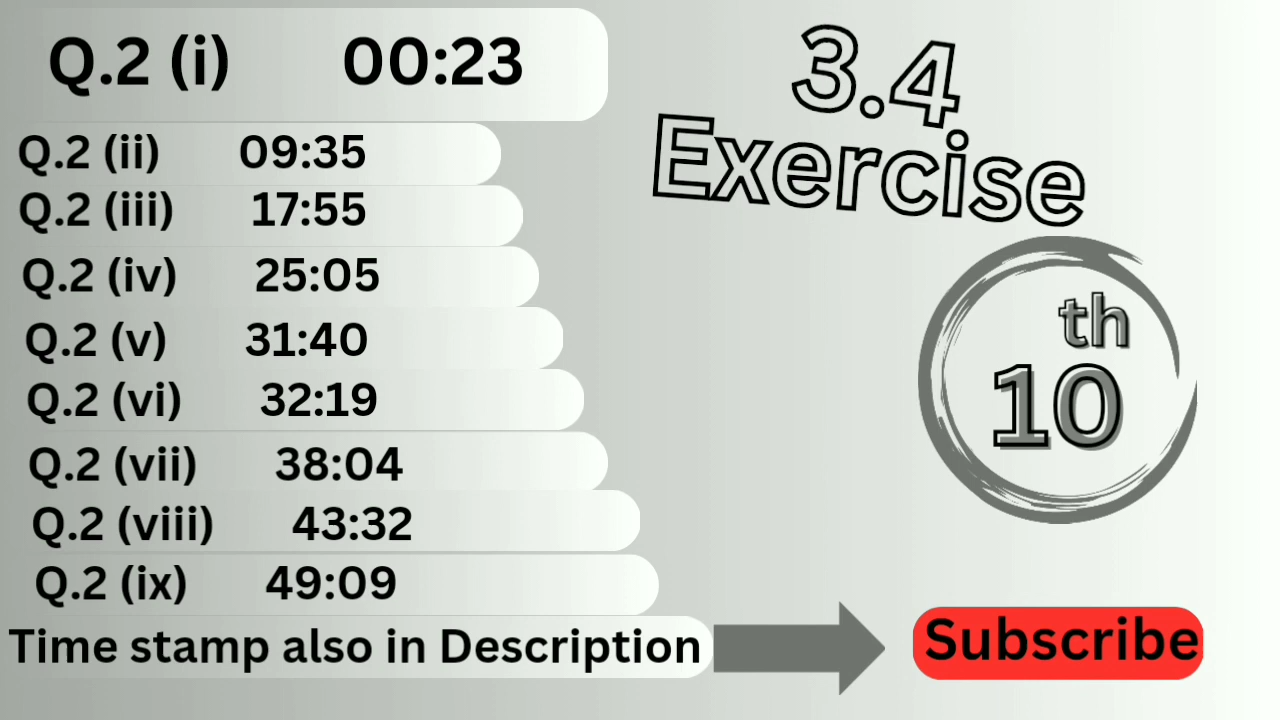 Q.2 (i) 00:23
Q.2 (ii) 09:35
Q.2 (iii) 17:55
Q.2 (iv) 25:05
Q.2 (v) 31:40
Q.2 (vi) 32:19
Q.2 (vii) 38:04
Q.2 (viii) 43:32
Q.2 (ix) 49:09
Time stamp also in Description
3.4
Exercise
th
10
Subscribe